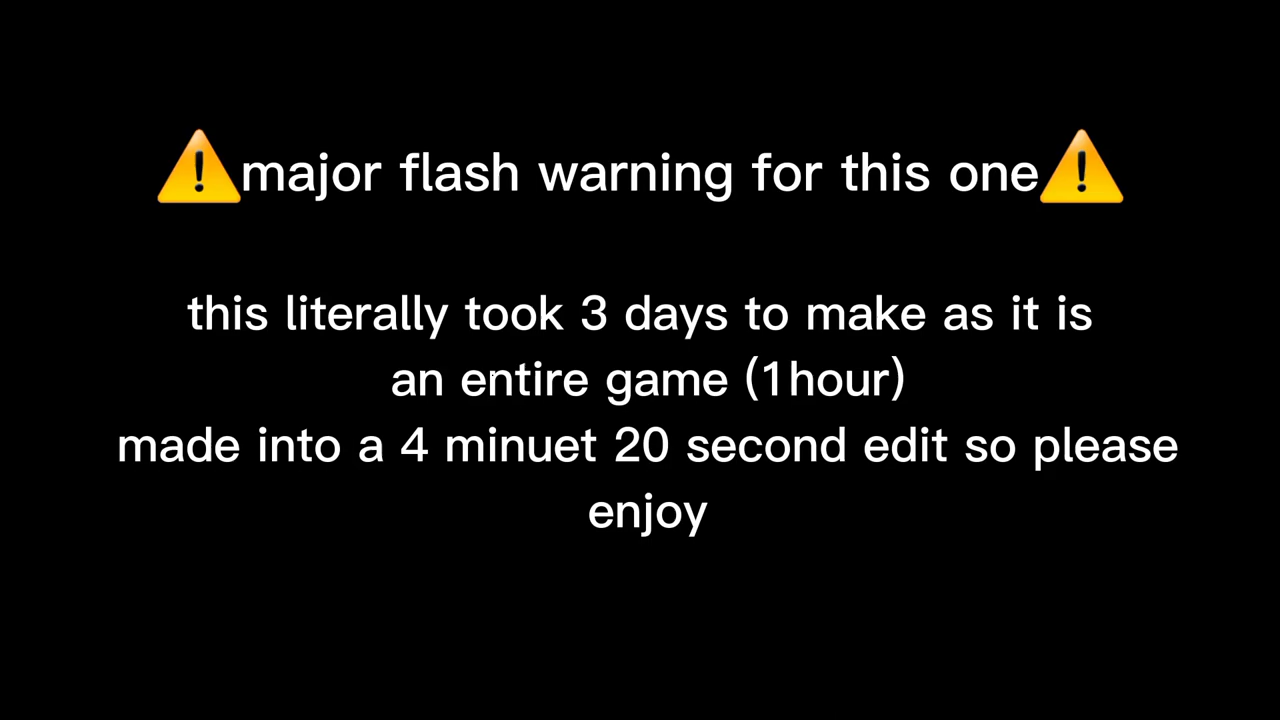 ⚠️major flash warning for this one⚠️
this literally took 3 days to make as it is
an entire game (1hour)
made into a 4 minuet 20 second edit so please
enjoy